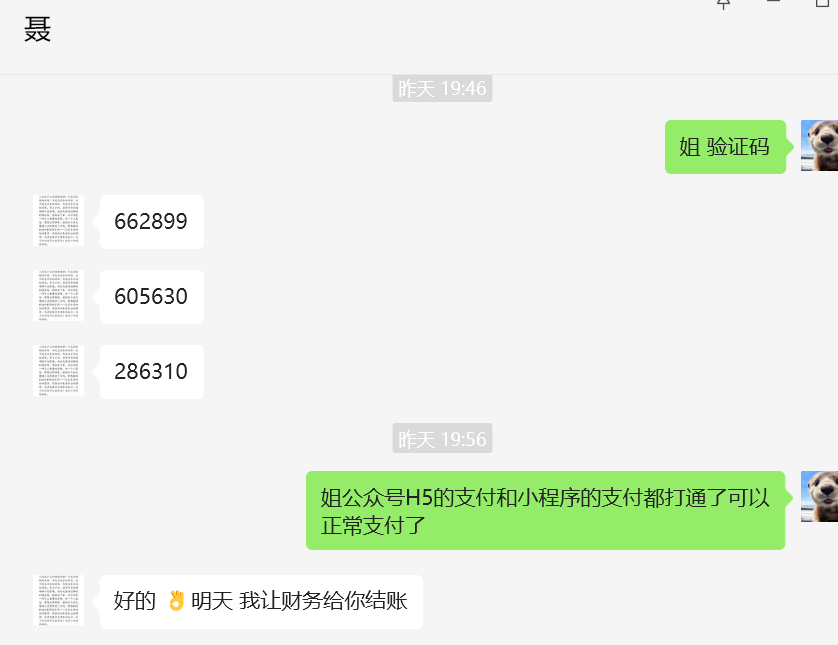 聂
昨天 19:46
姐 验证码
662899
605630
286310
昨天 19:56
姐公众号H5的支付和小程序的支付都打通了可以
正常支付了
好的 👌明天 我让财务给你结账